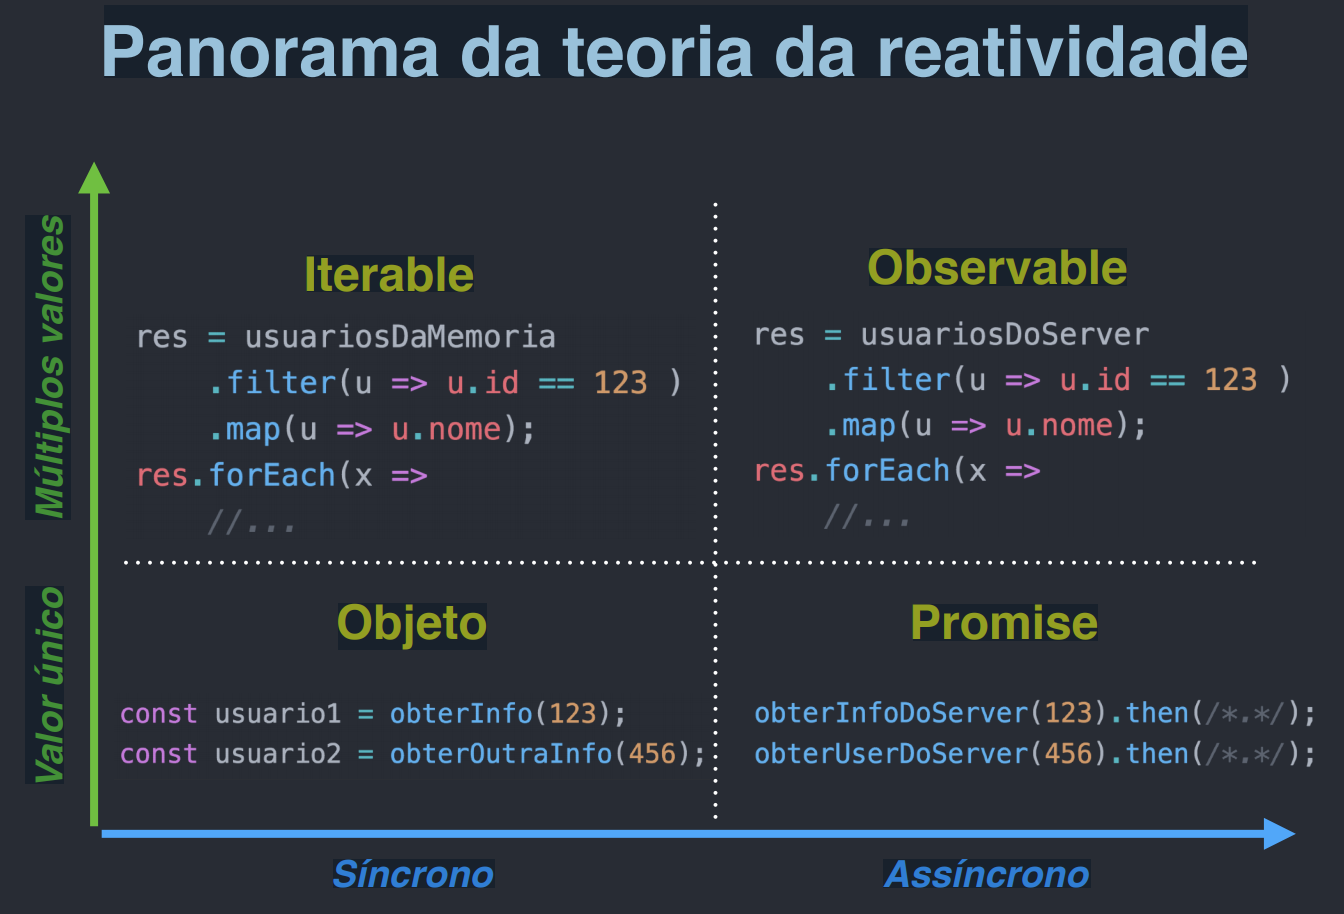 Panorama da teoria da reatividade
Múltiplos valores
Iterable
res = usuariosDaMemoria
.filter(u => u.id == 123 )
.map(u => u.nome);
res.forEach(x =>
//...
Observable
res = usuariosDoServer
.filter(u => u.id == 123 )
.map(u => u.nome);
res.forEach(x =>
//...
Valor único
Objeto
const usuario1 = obterInfo(123);
const usuario2 = obterOutraInfo(456);
Promise
obterInfoDoServer(123).then(/*.*/);
obterUserDoServer(456).then(/*.*/);
Síncrono
Assíncrono